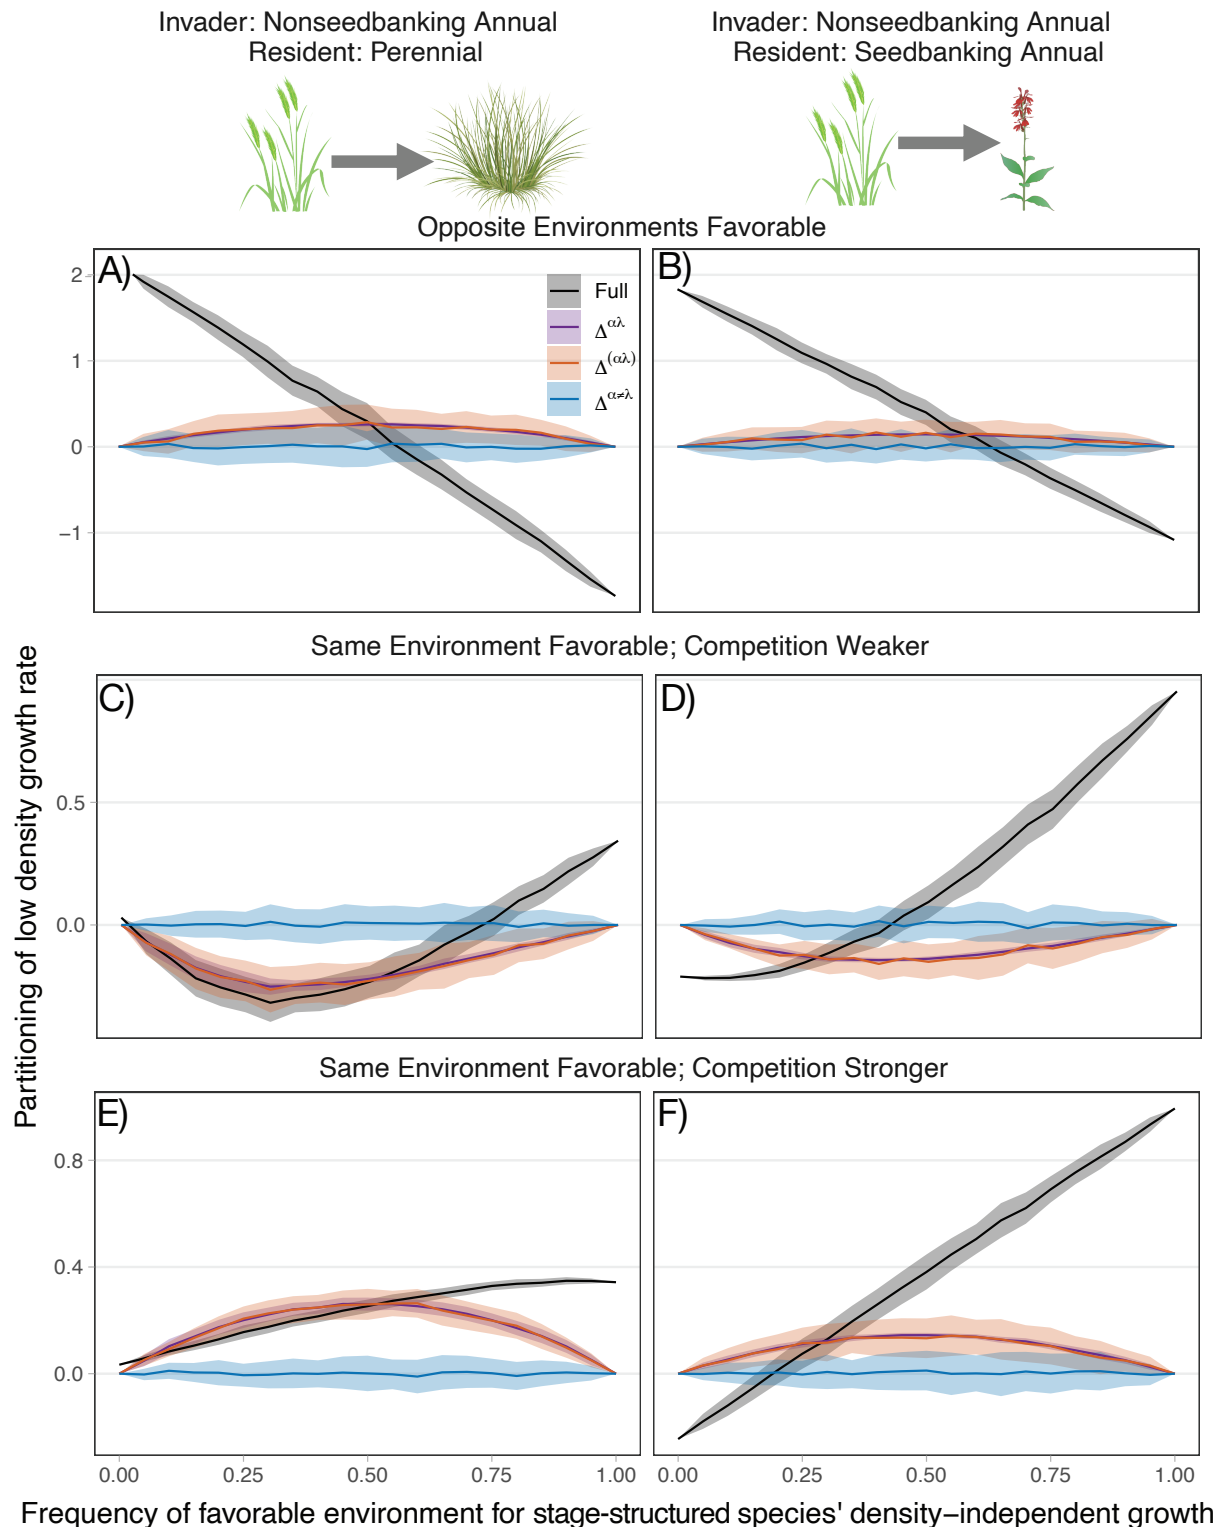 Invader: Nonseedbanking Annual
Resident: Perennial
Invader: Nonseedbanking Annual
Resident: Seedbanking Annual
Opposite Environments Favorable
A)
B)
Full
Δ^αλ
Δ^(αλ)
Δ^α≠λ
2
1
0
−1
Same Environment Favorable; Competition Weaker
C)
D)
0.5
0.0
Same Environment Favorable; Competition Stronger
E)
F)
0.8
0.4
0.0
0.00 0.25 0.50 0.75 1.00
0.00 0.25 0.50 0.75 1.00
Partitioning of low density growth rate
Frequency of favorable environment for stage-structured species' density−independent growth